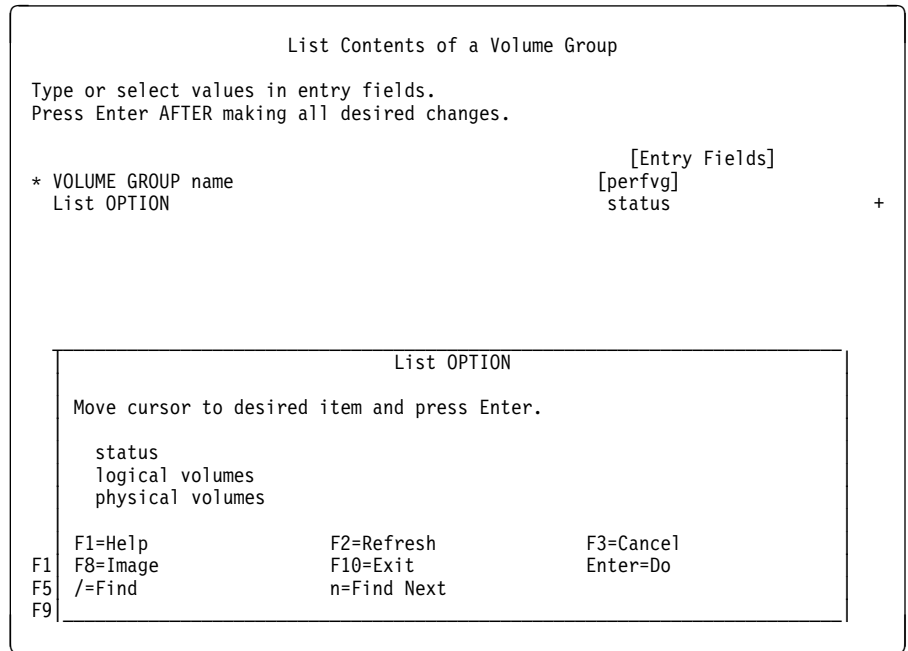 List Contents of a Volume Group
Type or select values in entry fields.
Press Enter AFTER making all desired changes.
[Entry Fields]
* VOLUME GROUP name [perfvg]
List OPTION status +
List OPTION
Move cursor to desired item and press Enter.
status
logical volumes
physical volumes
F1=Help F2=Refresh F3=Cancel
F1 F8=Image F10=Exit Enter=Do
F5 /=Find n=Find Next
F9